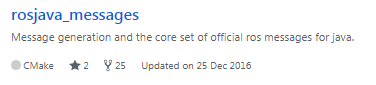 rosjava_messages
Message generation and the core set of official ros messages for java.
CMake 2 25 Updated on 25 Dec 2016